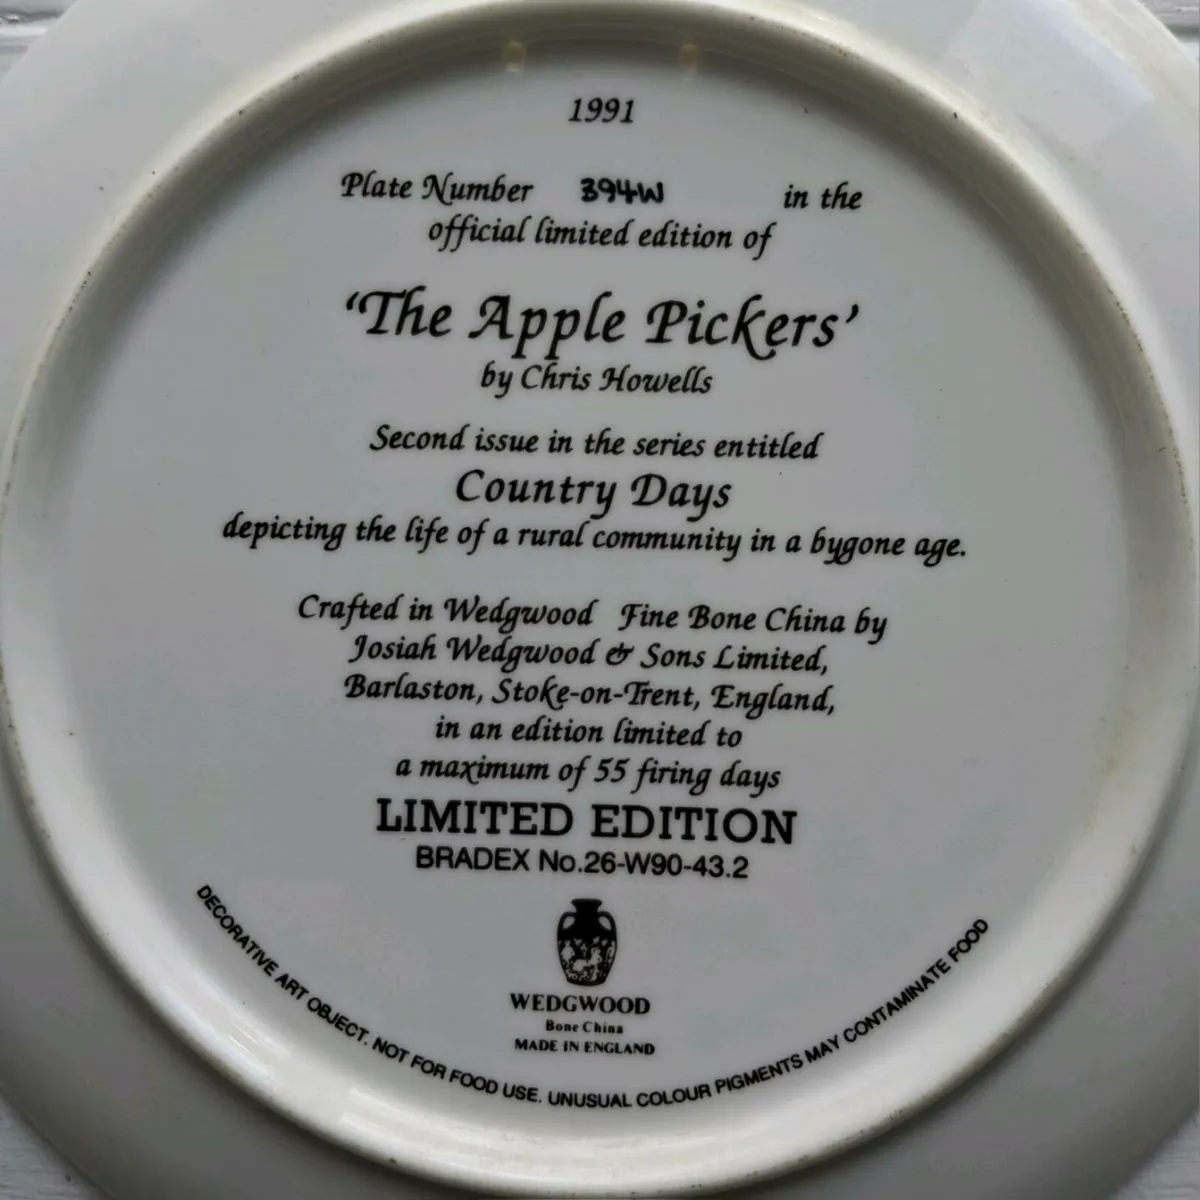 1991
Plate Number 394W in the
official limited edition of
‘The Apple Pickers’
by Chris Howells
Second issue in the series entitled
Country Days
depicting the life of a rural community in a bygone age.
Crafted in Wedgwood Fine Bone China by
Josiah Wedgwood & Sons Limited,
Barlaston, Stoke-on-Trent, England,
in an edition limited to
a maximum of 55 firing days
LIMITED EDITION
BRADEX No.26-W90-43.2
WEDGWOOD
Bone China
MADE IN ENGLAND
DECORATIVE ART OBJECT. NOT FOR FOOD USE. UNUSUAL COLOUR PIGMENTS MAY CONTAMINATE FOOD